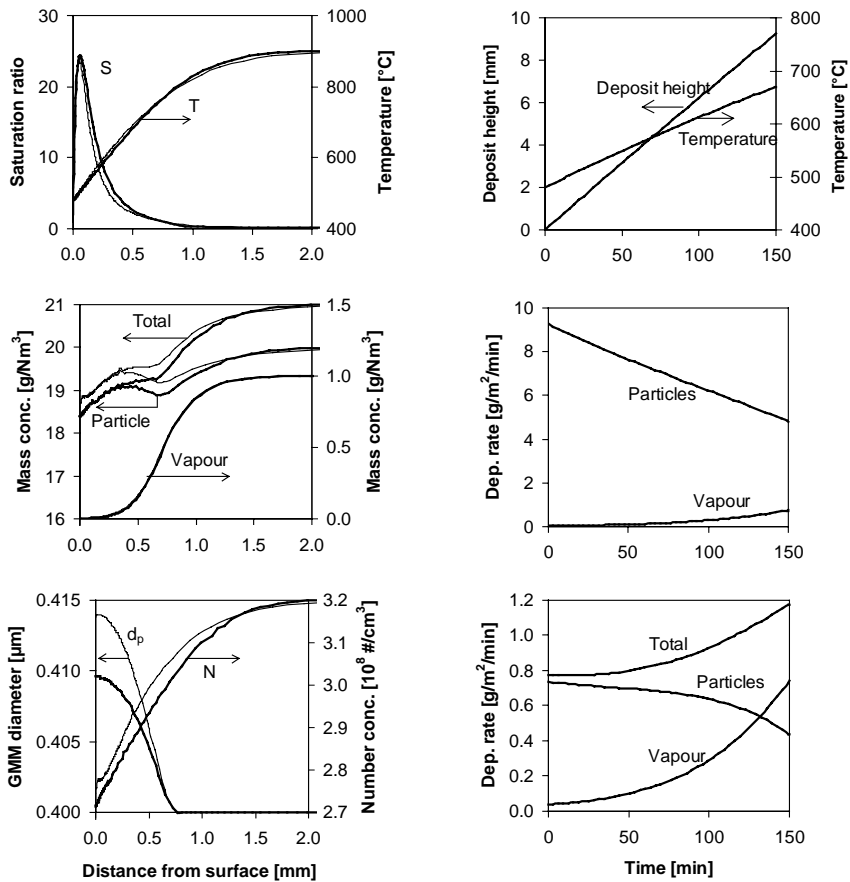 30
20
10
0
Saturation ratio
S
T
1000
800
600
400
Temperature [°C]
0.0 0.5 1.0 1.5 2.0
10
8
6
4
2
0
Deposit height [mm]
Deposit height
Temperature
800
700
600
500
400
Temperature [°C]
0 50 100 150
21
20
19
18
17
16
Mass conc. [g/Nm3]
Total
Particle
Vapour
1.5
1.0
0.5
0.0
Mass conc. [g/Nm3]
0.0 0.5 1.0 1.5 2.0
10
8
6
4
2
0
Dep. rate [g/m2/min]
Particles
Vapour
0 50 100 150
0.415
0.410
0.405
0.400
GMM diameter [µm]
dp
N
3.2
3.1
3.0
2.9
2.8
2.7
Number conc. [108 #/cm3]
0.0 0.5 1.0 1.5 2.0
Distance from surface [mm]
1.2
1.0
0.8
0.6
0.4
0.2
0.0
Dep. rate [g/m2/min]
Total
Particles
Vapour
0 50 100 150
Time [min]